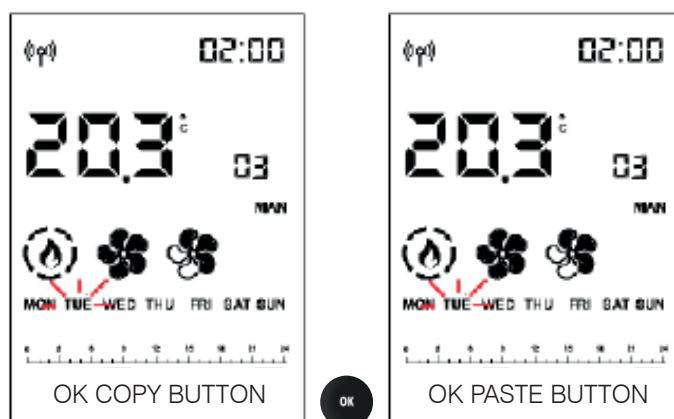 02:00
20.3 °C
03
MAN
MON TUE WED THU FRI SAT SUN
OK COPY BUTTON
OK
02:00
20.3 °C
03
MAN
MON TUE WED THU FRI SAT SUN
OK PASTE BUTTON